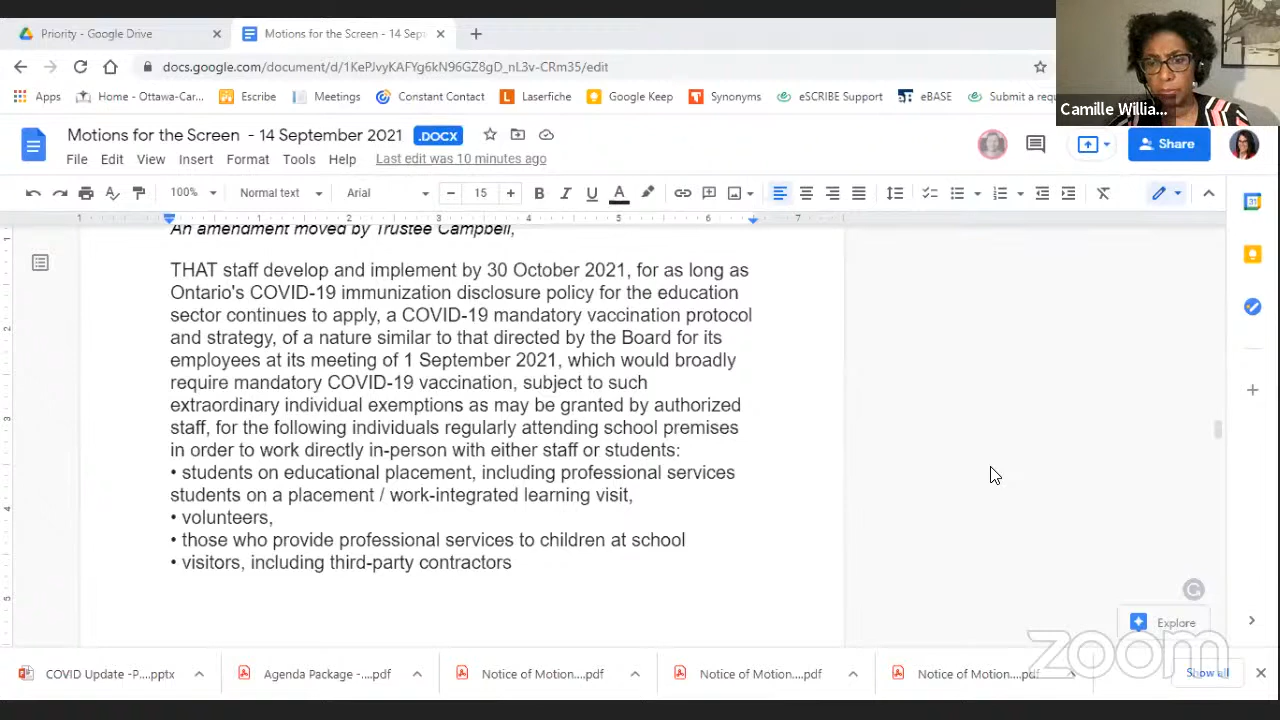 Priority - Google Drive
Motions for the Screen - 14 Sep
docs.google.com/document/d/1KePJvyKAFYg6kN96GZ8gD_nL3v-CRm35/edit
Apps Home - Ottawa-Car... Escribe Meetings Constant Contact Laserfiche Google Keep Synonyms eSCRIBE Support eBASE Submit a requ
Camille Willia...
Motions for the Screen - 14 September 2021 .DOCX
Share
File Edit View Insert Format Tools Help Last edit was 10 minutes ago
100% Normal text Arial 15 B I U A
1 1 2 3 4 5 6 7
An amendment moved by Trustee Campbell,
THAT staff develop and implement by 30 October 2021, for as long as
Ontario's COVID-19 immunization disclosure policy for the education
sector continues to apply, a COVID-19 mandatory vaccination protocol
and strategy, of a nature similar to that directed by the Board for its
employees at its meeting of 1 September 2021, which would broadly
require mandatory COVID-19 vaccination, subject to such
extraordinary individual exemptions as may be granted by authorized
staff, for the following individuals regularly attending school premises
in order to work directly in-person with either staff or students:
• students on educational placement, including professional services
students on a placement / work-integrated learning visit,
• volunteers,
• those who provide professional services to children at school
• visitors, including third-party contractors
Explore
zoom
COVID Update -P....pptx Agenda Package -....pdf Notice of Motion....pdf Notice of Motion....pdf Notice of Motion....pdf Show all